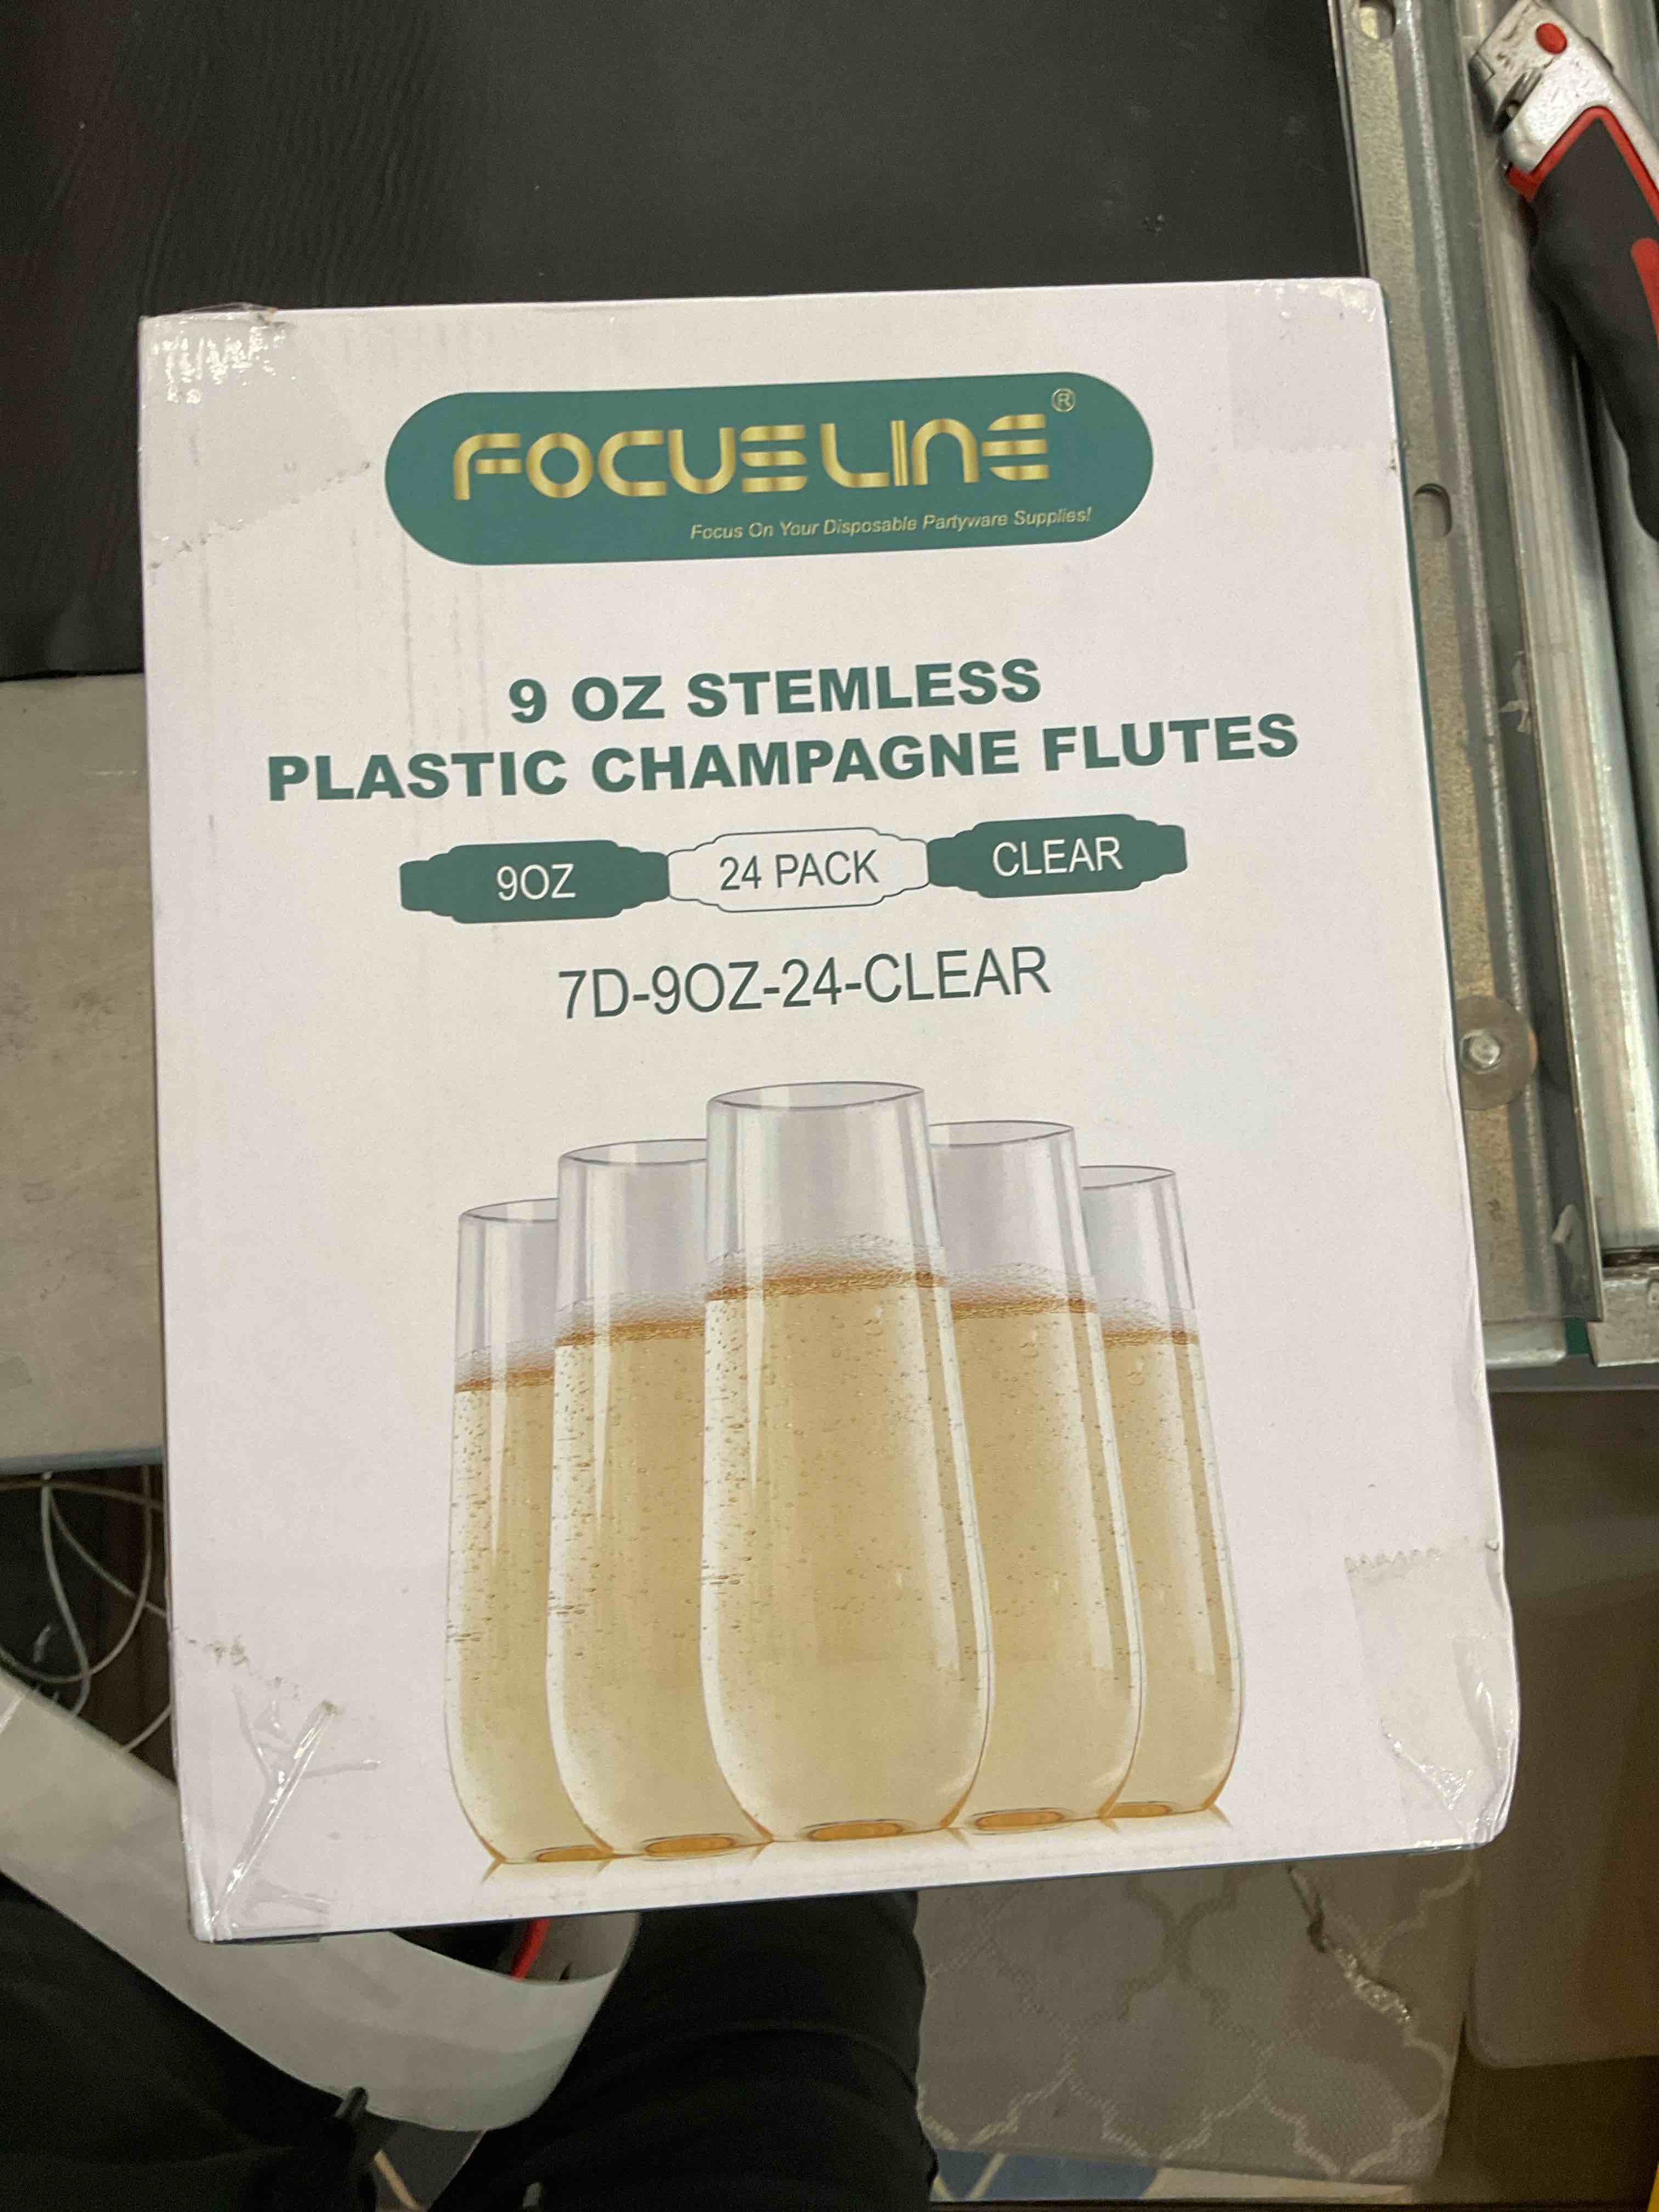 FOCUSLINE®
Focus On Your Disposable Partyware Supplies!
9 OZ STEMLESS
PLASTIC CHAMPAGNE FLUTES
9OZ 24 PACK CLEAR
7D-9OZ-24-CLEAR